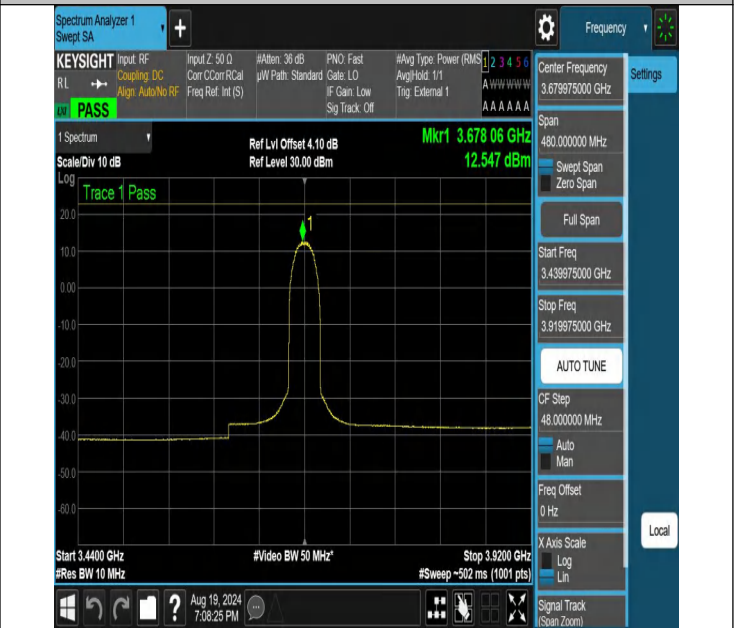 Spectrum Analyzer 1
Swept SA
+
Frequency
KEYSIGHT
Input: RF
Coupling: DC
Align: Auto/No RF
Input Z: 50 Ω
Corr CCorr RCal
Freq Ref: Int (S)
#Atten: 36 dB
µW Path: Standard
PNO: Fast
Gate: LO
IF Gain: Low
Sig Track: Off
#Avg Type: Power (RMS
Avg|Hold: 1/1
Trig: External 1
1 2 3 4 5 6
A W W W W W
A A A A A A
R L
LXI
PASS
1 Spectrum
Scale/Div 10 dB
Log
Ref Lvl Offset 4.10 dB
Ref Level 30.00 dBm
Mkr1 3.678 06 GHz
12.547 dBm
Trace 1 Pass
1
20.0
10.0
0.00
-10.0
-20.0
-30.0
-40.0
-50.0
-60.0
Start 3.4400 GHz
#Res BW 10 MHz
#Video BW 50 MHz*
Stop 3.9200 GHz
#Sweep ~502 ms (1001 pts)
Center Frequency
3.679975000 GHz
Settings
Span
480.000000 MHz
Swept Span
Zero Span
Full Span
Start Freq
3.439975000 GHz
Stop Freq
3.919975000 GHz
AUTO TUNE
CF Step
48.000000 MHz
Auto
Man
Freq Offset
0 Hz
X Axis Scale
Log
Lin
Local
Signal Track
(Span Zoom)
?
Aug 19, 2024
7:08:25 PM